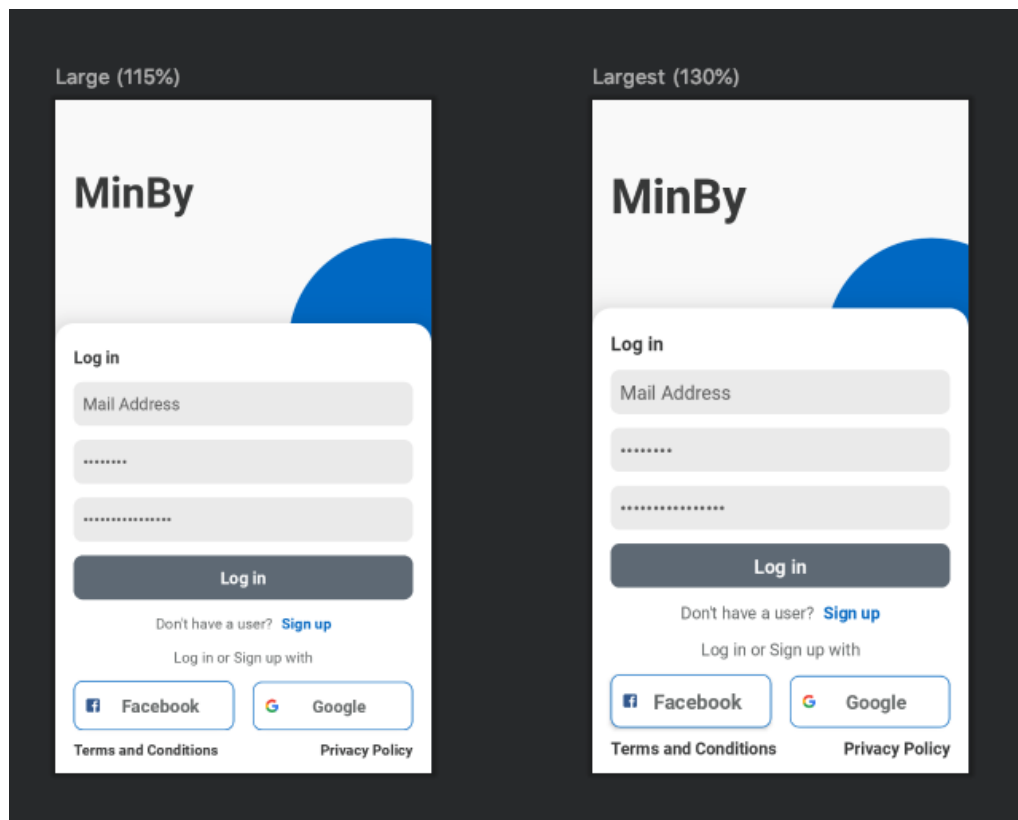 Large (115%)
MinBy
Log in
Mail Address
••••••••
••••••••••••••••
Log in
Don't have a user? Sign up
Log in or Sign up with
Facebook
Google
Terms and Conditions
Privacy Policy
Largest (130%)
MinBy
Log in
Mail Address
••••••••
••••••••••••••••
Log in
Don't have a user? Sign up
Log in or Sign up with
Facebook
Google
Terms and Conditions
Privacy Policy